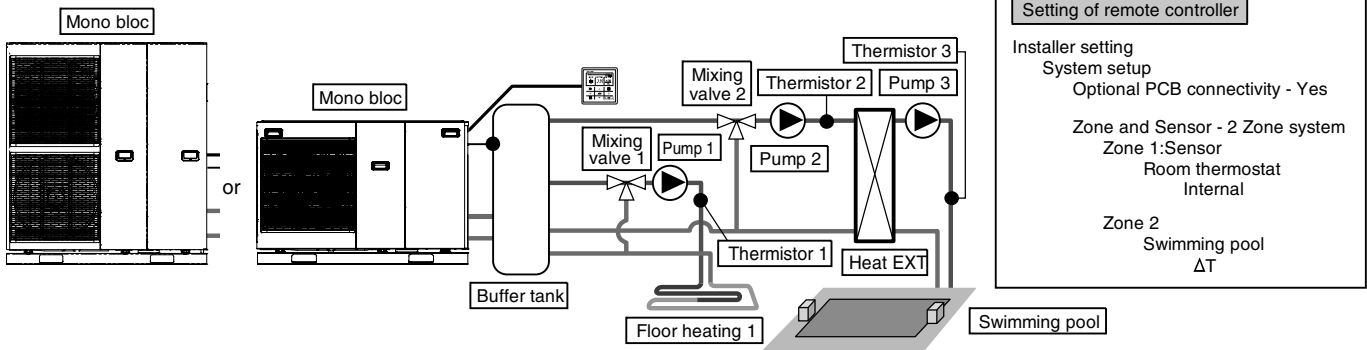 Mono bloc
or
Mono bloc
Buffer tank
Mixing
valve 1
Pump 1
Thermistor 1
Floor heating 1
Mixing
valve 2
Pump 2
Thermistor 2
Heat EXT
Pump 3
Thermistor 3
Swimming pool
Setting of remote controller
Installer setting
System setup
Optional PCB connectivity - Yes
Zone and Sensor - 2 Zone system
Zone 1:Sensor
Room thermostat
Internal
Zone 2
Swimming pool
ΔT